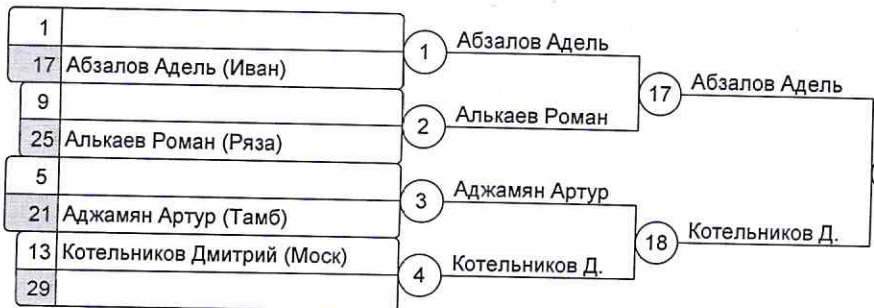 1
17 Абзалов Адель (Иван)
1 Абзалов Адель
9
25 Алькаев Роман (Ряза)
2 Алькаев Роман
17 Абзалов Адель
5
21 Аджамян Артур (Тамб)
3 Аджамян Артур
13 Котельников Дмитрий (Моск)
29
4 Котельников Д.
18 Котельников Д.